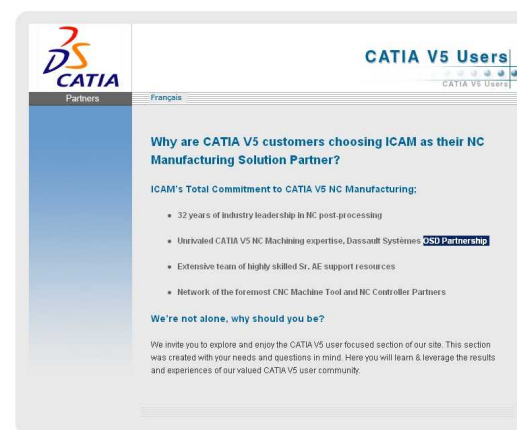 CATIA V5 Users
CATIA V5 Users
CATIA
Partners
Français
Why are CATIA V5 customers choosing ICAM as their NC
Manufacturing Solution Partner?
ICAM's Total Commitment to CATIA V5 NC Manufacturing:
32 years of industry leadership in NC post-processing
Unrivaled CATIA V5 NC Machining expertise, Dassault Systèmes OSD Partnership
Extensive team of highly skilled Sr. AE support resources
Network of the foremost CNC Machine Tool and NC Controller Partners
We're not alone, why should you be?
We invite you to explore and enjoy the CATIA V5 user focused section of our site. This section
was created with your needs and questions in mind. Here you will learn & leverage the results
and experiences of our valued CATIA V5 user community.